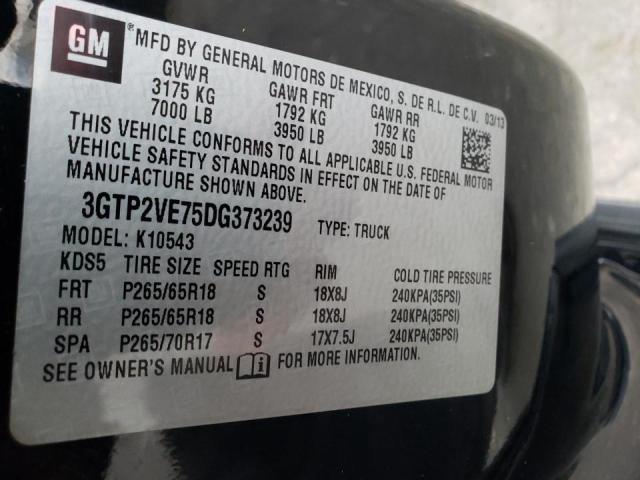 GM
MFD BY GENERAL MOTORS DE MEXICO, S. DE R.L. DE C.V. 03/13
GVWR GAWR FRT GAWR RR
3175 KG 1792 KG 1792 KG
7000 LB 3950 LB 3950 LB
THIS VEHICLE CONFORMS TO ALL APPLICABLE U.S. FEDERAL MOTOR
VEHICLE SAFETY STANDARDS IN EFFECT ON THE DATE OF
MANUFACTURE SHOWN ABOVE.
3GTP2VE75DG373239 TYPE: TRUCK
MODEL: K10543
KDS5 TIRE SIZE SPEED RTG RIM COLD TIRE PRESSURE
FRT P265/65R18 S 18X8J 240KPA(35PSI)
RR P265/65R18 S 18X8J 240KPA(35PSI)
SPA P265/70R17 S 17X7.5J 240KPA(35PSI)
SEE OWNER'S MANUAL FOR MORE INFORMATION.